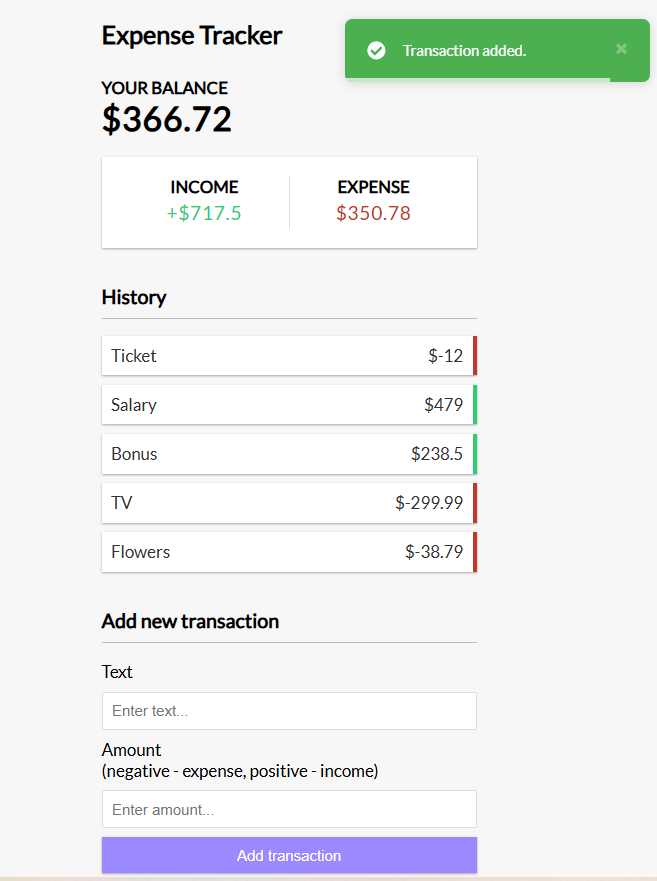 Expense Tracker
Transaction added.
×
YOUR BALANCE
$366.72
INCOME EXPENSE
+$717.5 $350.78
History
Ticket $-12
Salary $479
Bonus $238.5
TV $-299.99
Flowers $-38.79
Add new transaction
Text
Enter text...
Amount
(negative - expense, positive - income)
Enter amount...
Add transaction